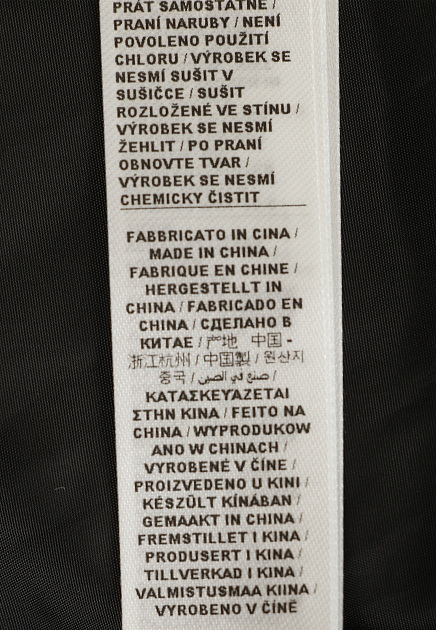 PRÁT SAMOSTATNĚ /
PRANÍ NARUBY / NENÍ
POVOLENO POUŽITÍ
CHLORU / VÝROBEK SE
NESMÍ SUŠIT V
SUŠIČCE / SUŠIT
ROZLOŽENÉ VE STÍNU /
VÝROBEK SE NESMÍ
ŽEHLIT / PO PRANÍ
OBNOVTE TVAR /
VÝROBEK SE NESMÍ
CHEMICKY ČISTIT
FABBRICATO IN CINA /
MADE IN CHINA /
FABRIQUE EN CHINE /
HERGESTELLT IN
CHINA / FABRICADO EN
CHINA / СДЕЛАНО В
КИТАЕ / 产地 中国 -
浙江杭州 / 中国製 / 원산지
중국 / صنع في الصين /
ΚΑΤΑΣΚΕΥΑΖΕΤΑΙ
ΣΤΗΝ ΚΙΝΑ / FEITO NA
CHINA / WYPRODUKOW
ANO W CHINACH /
VYROBENÉ V ČÍNE /
PROIZVEDENO U KINI /
KÉSZÜLT KÍNÁBAN /
GEMAAKT IN CHINA /
FREMSTILLET I KINA /
PRODUSERT I KINA /
TILLVERKAD I KINA /
VALMISTUSMAA KIINA /
VYROBENO V ČÍNĚ